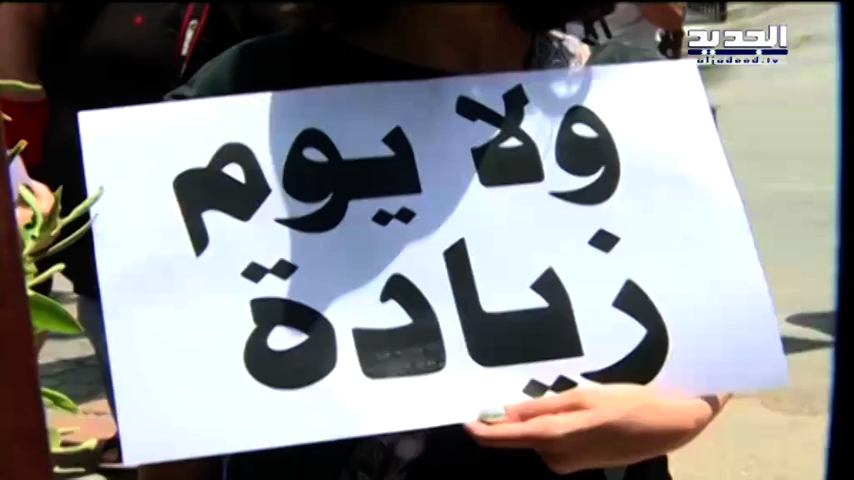 الجديد
aljadeed.tv
ولا يوم
زيادة